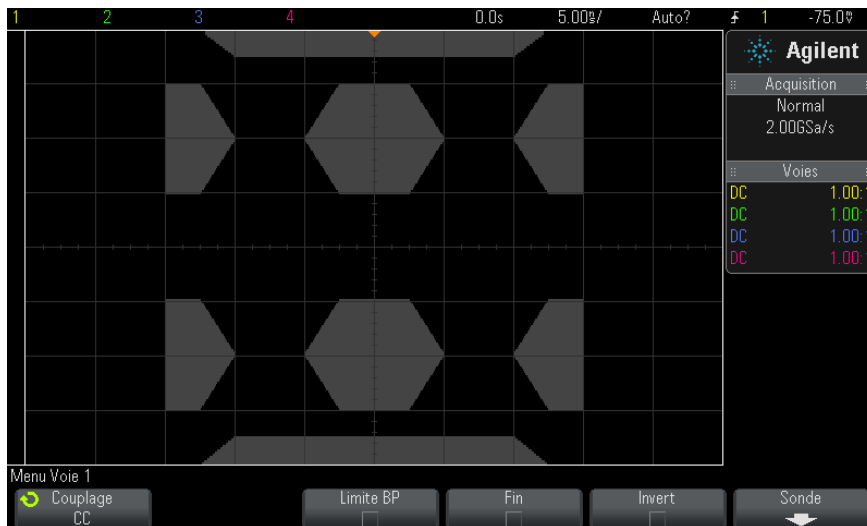 1 2 3 4 0.0s 5.00ns/ Auto? 1 -75.0V
Agilent
Acquisition
Normal
2.00GSa/s
Voies
DC 1.00:
DC 1.00:
DC 1.00:
DC 1.00:
Menu Voie 1
Couplage
CC
Limite BP
Fin
Invert
Sonde